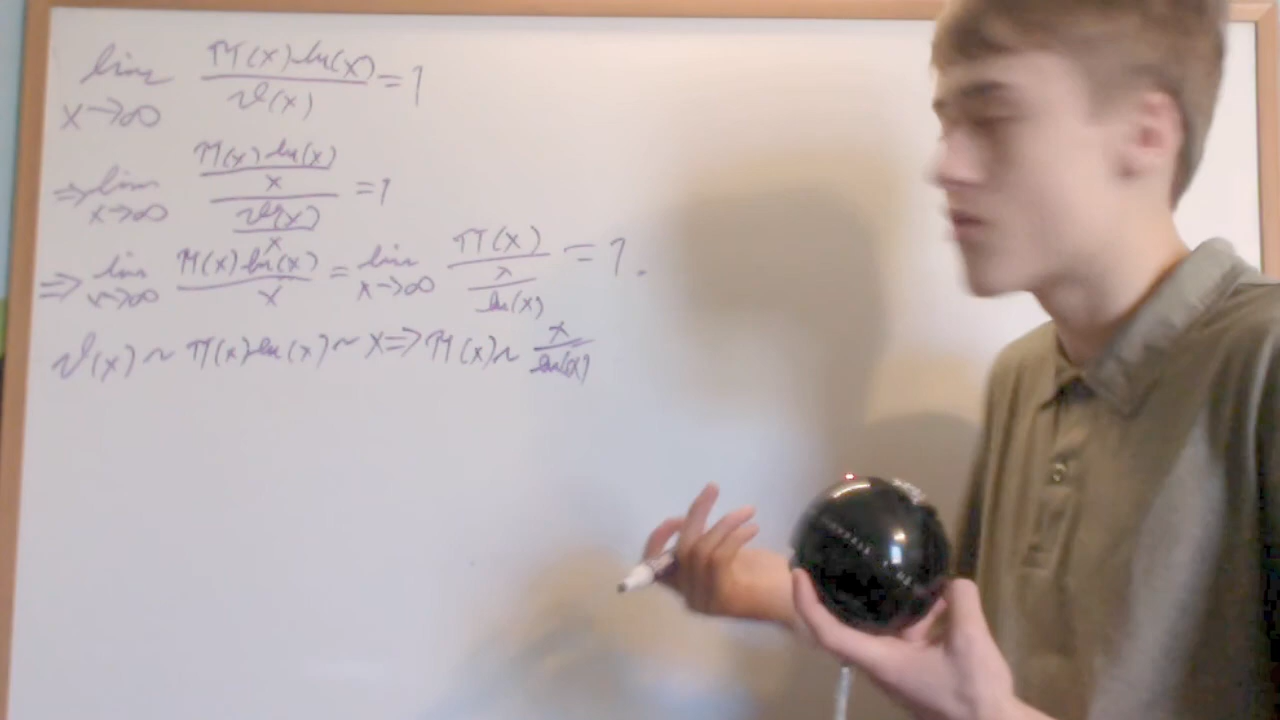 lim x→∞ π(x) ln(x) / ϑ(x) = 1
⇒ lim x→∞ (π(x) ln(x) / x) / (ϑ(x) / x) = 1
⇒ lim x→∞ π(x) ln(x) / x = lim x→∞ π(x) / (x / ln(x)) = 1.
ϑ(x) ~ π(x) ln(x) ~ x ⇒ π(x) ~ x / ln(x)